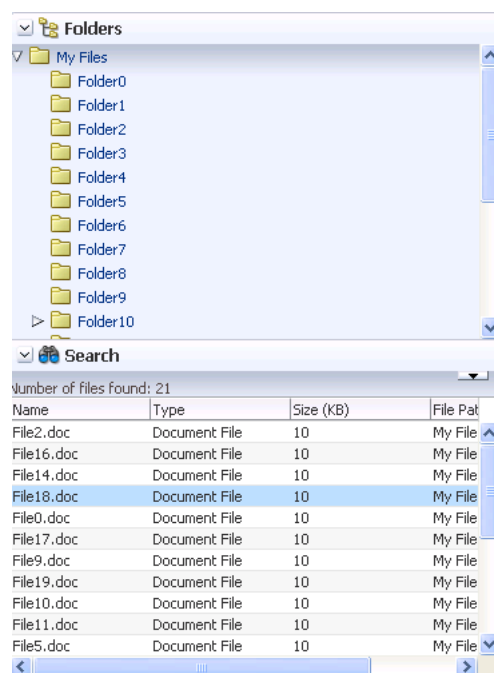 Folders
My Files
Folder0
Folder1
Folder2
Folder3
Folder4
Folder5
Folder6
Folder7
Folder8
Folder9
Folder10
Search
Number of files found: 21
Name Type Size (KB) File Pat
File2.doc Document File 10 My File
File16.doc Document File 10 My File
File14.doc Document File 10 My File
File18.doc Document File 10 My File
File0.doc Document File 10 My File
File17.doc Document File 10 My File
File9.doc Document File 10 My File
File19.doc Document File 10 My File
File10.doc Document File 10 My File
File11.doc Document File 10 My File
File5.doc Document File 10 My File